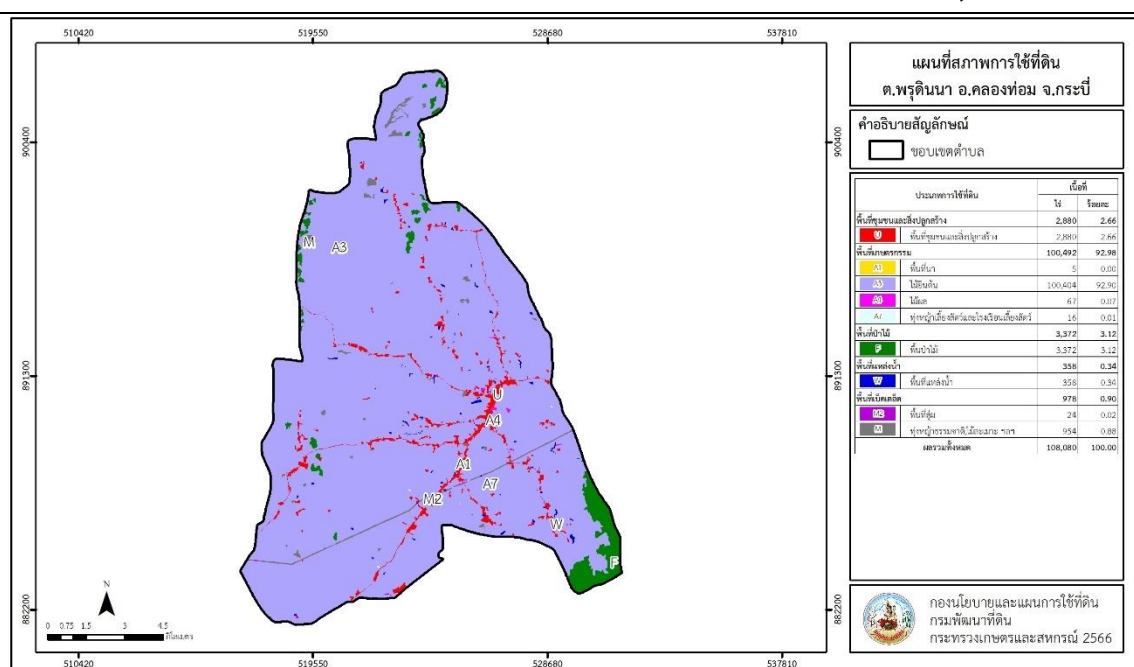 510420 519550 528680 537810
900400 900400
891300 891300
882200 882200
510420 519550 528680 537810
M
A3
U
A4
A1
A7
M2
W
F
N
0 0.75 1.5 3 4.5
กิโลเมตร
แผนที่สภาพการใช้ที่ดิน
ต.พรุดินนา อ.คลองท่อม จ.กระบี่
คำอธิบายสัญลักษณ์
ขอบเขตตำบล
ประเภทการใช้ที่ดิน เนื้อที่
ไร่ ร้อยละ
พื้นที่ชุมชนและสิ่งปลูกสร้าง 2,880 2.66
U พื้นที่ชุมชนและสิ่งปลูกสร้าง 2,880 2.66
พื้นที่เกษตรกรรม 100,492 92.98
A1 พื้นที่นา 5 0.00
A3 ไม้ยืนต้น 100,404 92.90
A4 ไม้ผล 67 0.07
A7 ทุ่งหญ้าเลี้ยงสัตว์และโรงเรือนเลี้ยงสัตว์ 16 0.01
พื้นที่ป่าไม้ 3,372 3.12
F พื้นป่าไม้ 3,372 3.12
พื้นที่แหล่งน้ำ 358 0.34
W พื้นที่แหล่งน้ำ 358 0.34
พื้นที่เบ็ดเตล็ด 978 0.90
M2 พื้นที่ลุ่ม 24 0.02
M ทุ่งหญ้าธรรมชาติ,ไม้ละเมาะ ฯลฯ 954 0.88
ผลรวมทั้งหมด 108,080 100.00
กองนโยบายและแผนการใช้ที่ดิน
กรมพัฒนาที่ดิน
กระทรวงเกษตรและสหกรณ์ 2566